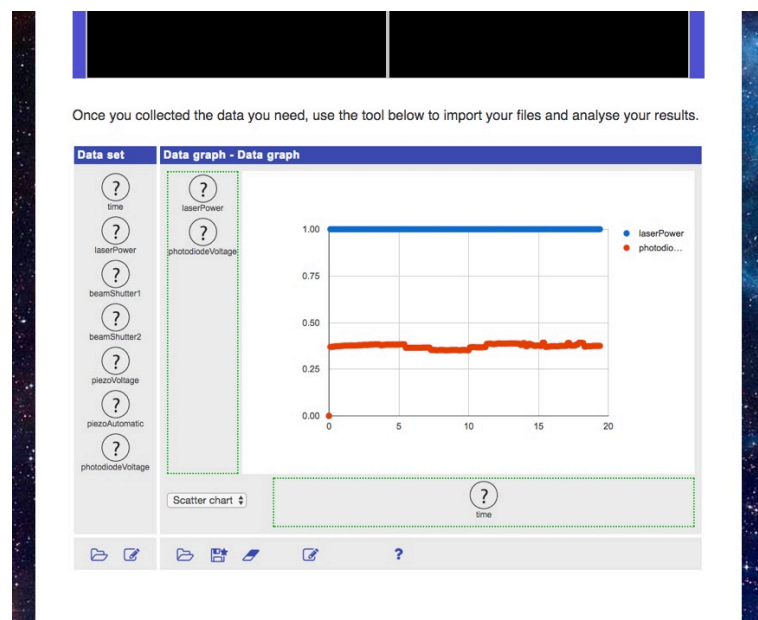 Once you collected the data you need, use the tool below to import your files and analyse your results.
Data set
Data graph - Data graph
?
time
?
laserPower
?
beamShutter1
?
beamShutter2
?
piezoVoltage
?
piezoAutomatic
?
photodiodeVoltage
?
laserPower
?
photodiodeVoltage
1.00
0.75
0.50
0.25
0.00
0 5 10 15 20
laserPower
photodio...
Scatter chart
?
time
?